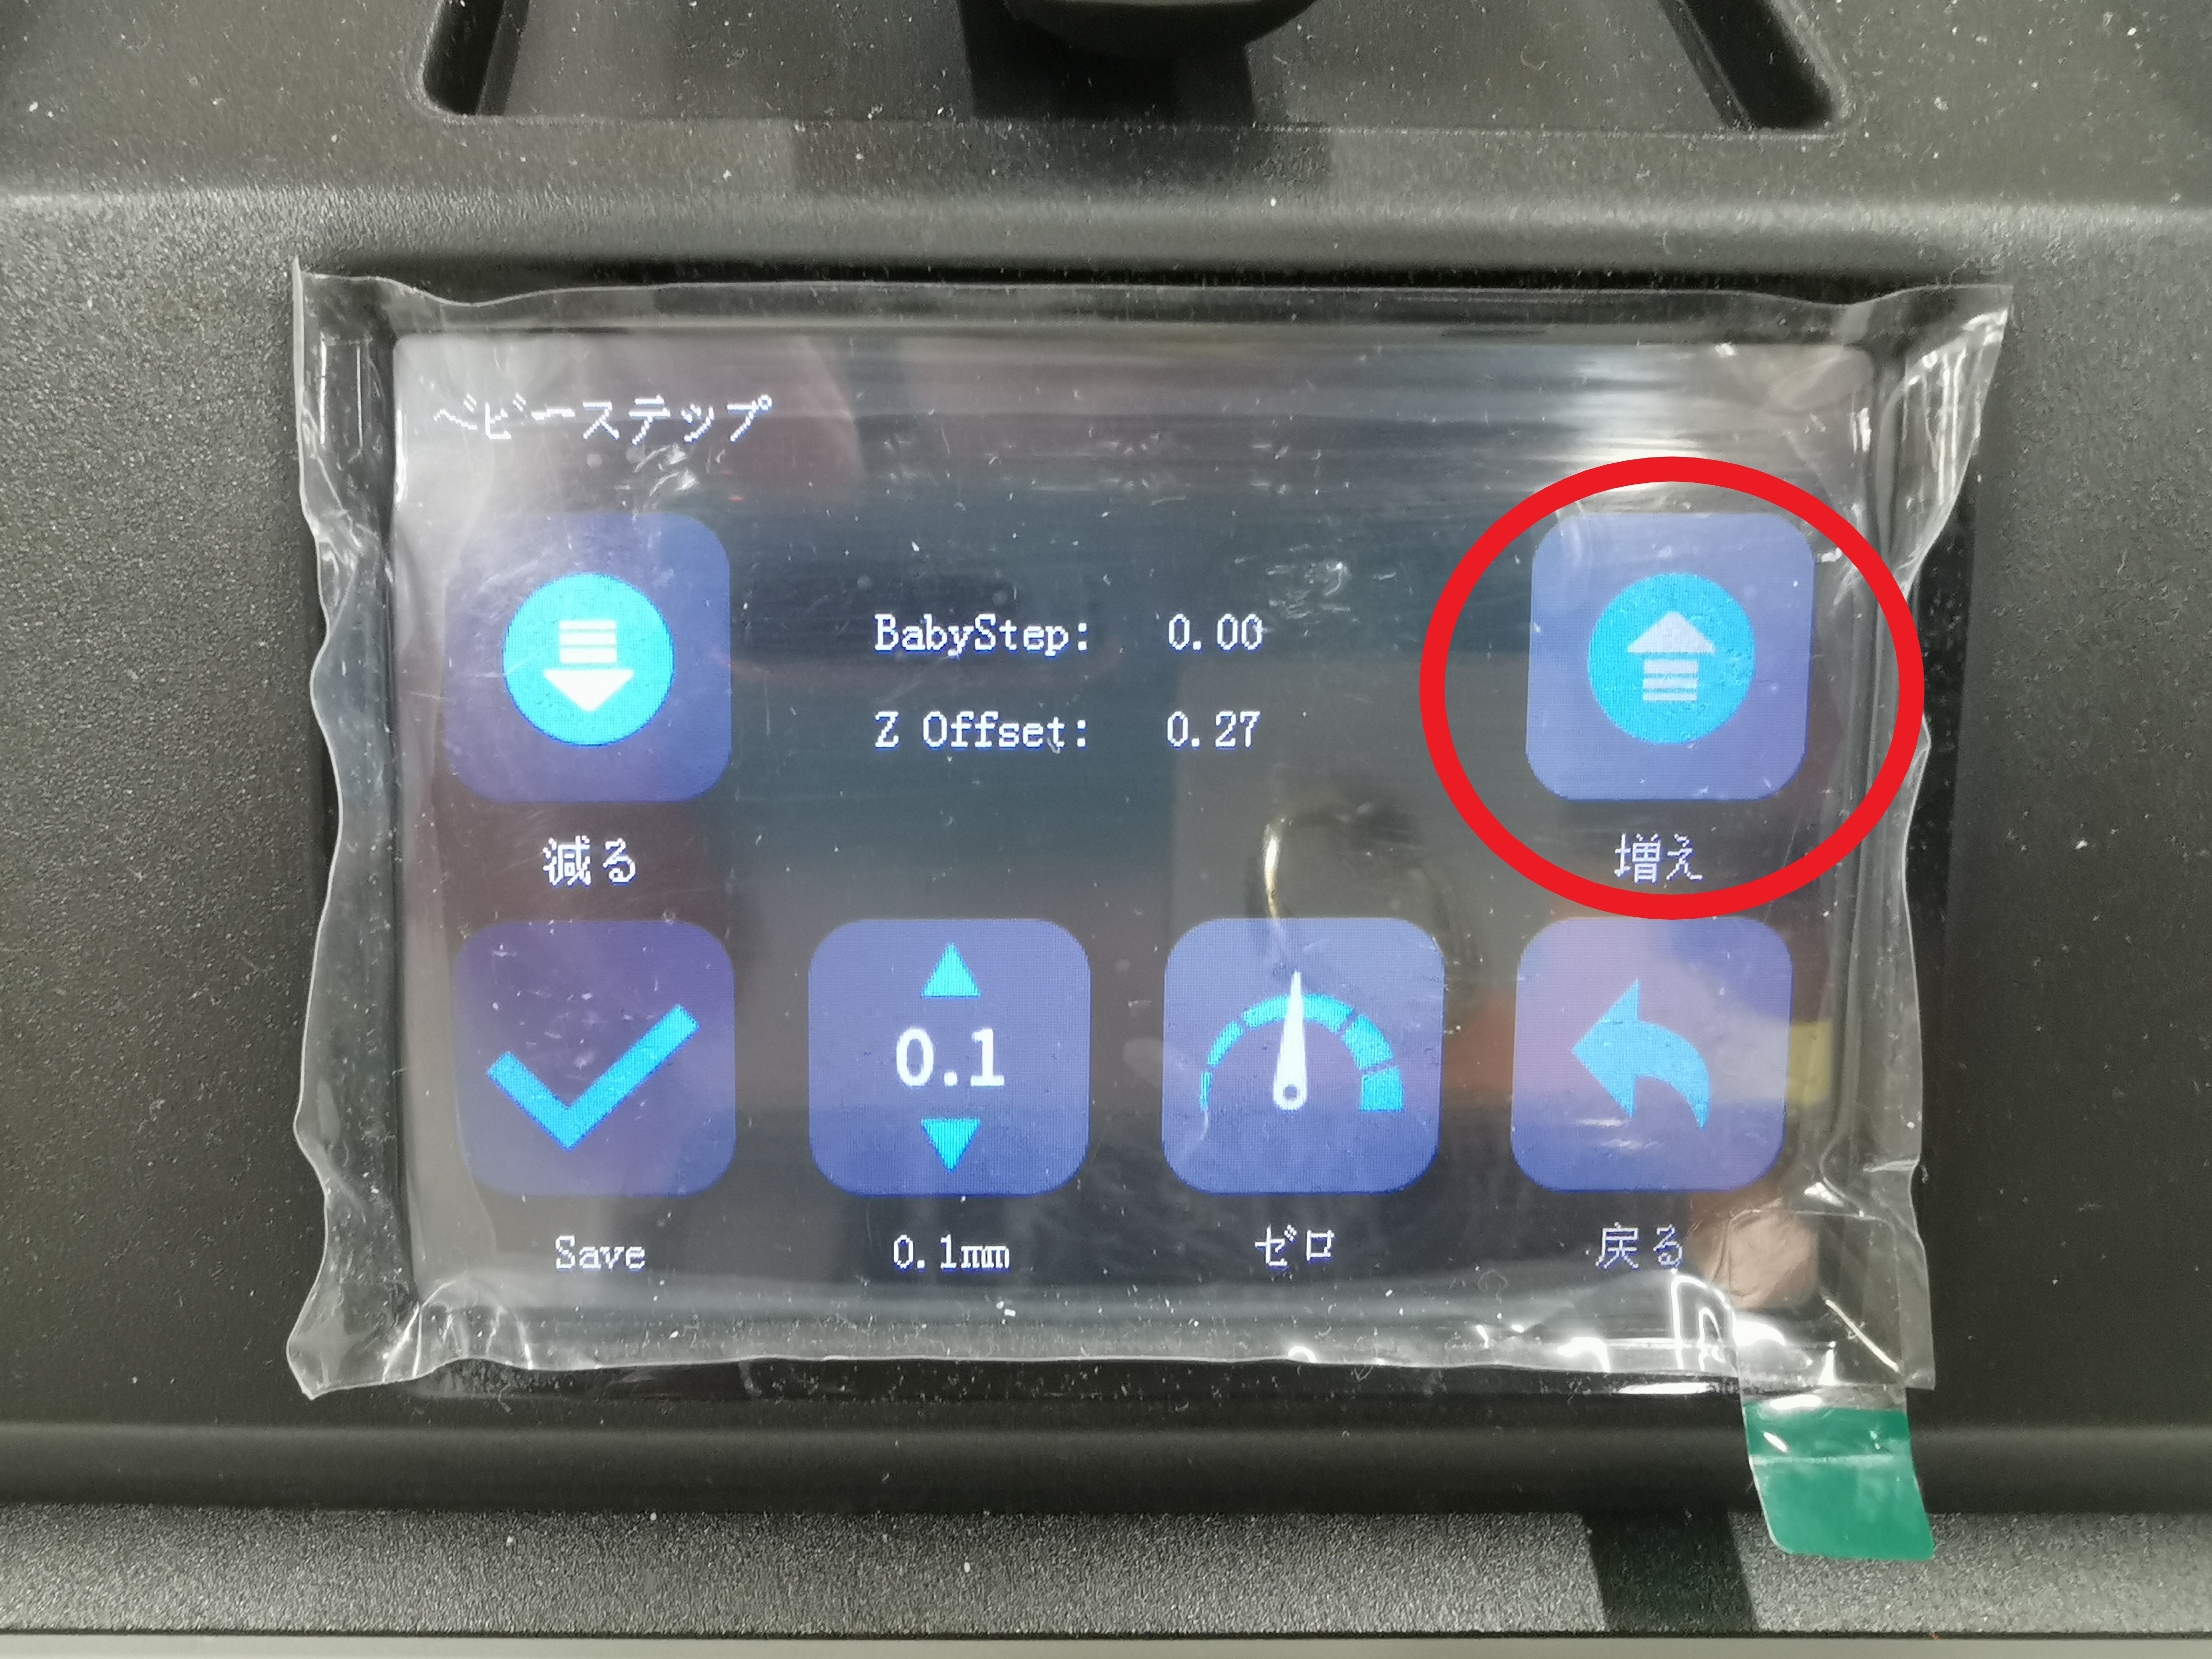 ベビーステップ
BabyStep: 0.00
Z Offset: 0.27
減る
増え
0.1
Save
0.1mm
ゼロ
戻る